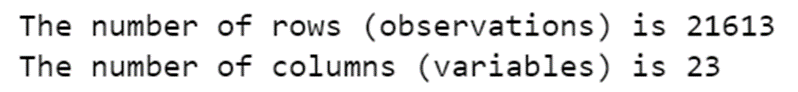 The number of rows (observations) is 21613
The number of columns (variables) is 23